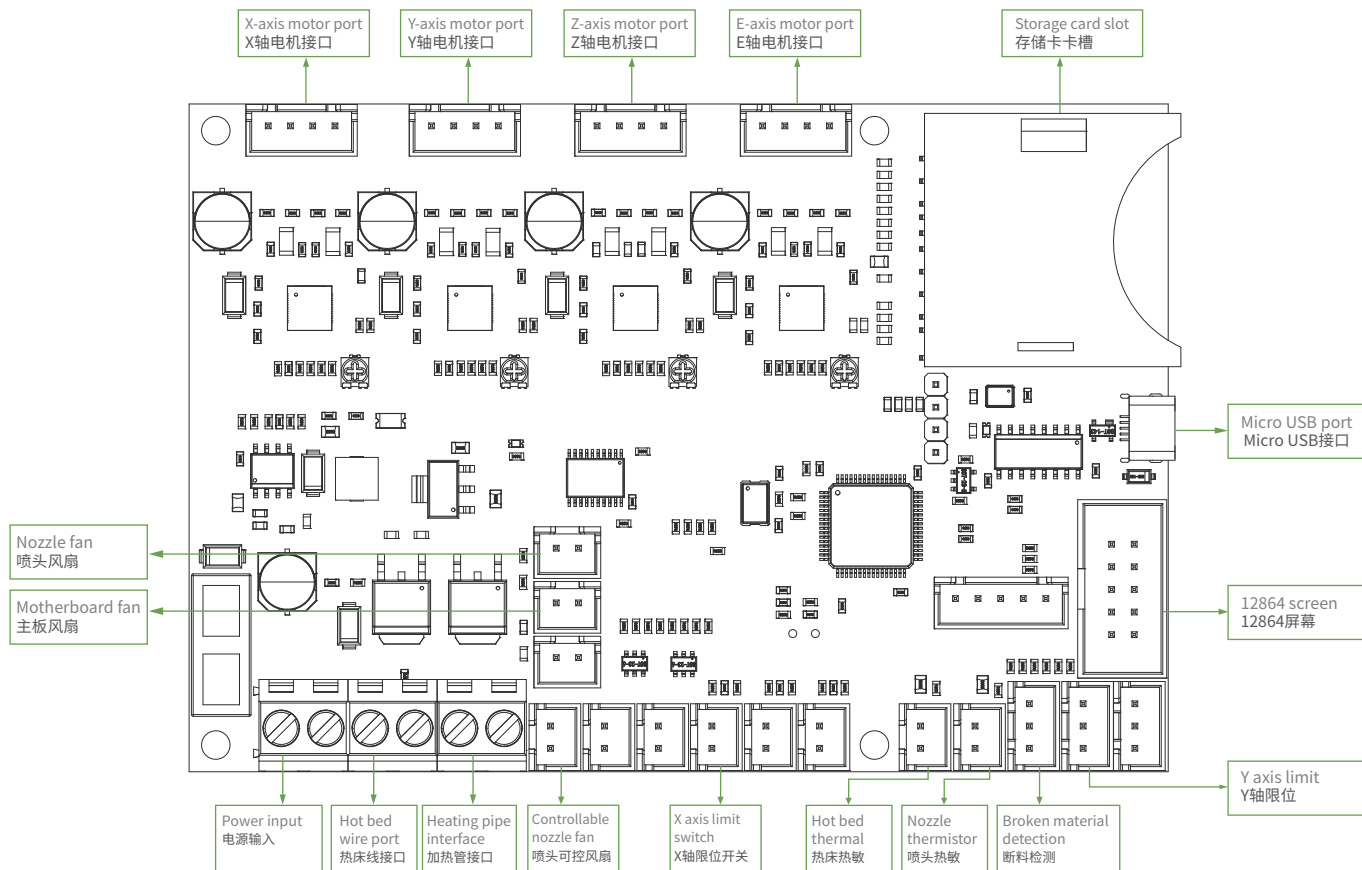 X-axis motor port
X轴电机接口
Y-axis motor port
Y轴电机接口
Z-axis motor port
Z轴电机接口
E-axis motor port
E轴电机接口
Storage card slot
存储卡卡槽
Micro USB port
Micro USB接口
Nozzle fan
喷头风扇
Motherboard fan
主板风扇
12864 screen
12864屏幕
Y axis limit
Y轴限位
Power input
电源输入
Hot bed
wire port
热床线接口
Heating pipe
interface
加热管接口
Controllable
nozzle fan
喷头可控风扇
X axis limit
switch
X轴限位开关
Hot bed
thermal
热床热敏
Nozzle
thermistor
喷头热敏
Broken material
detection
断料检测